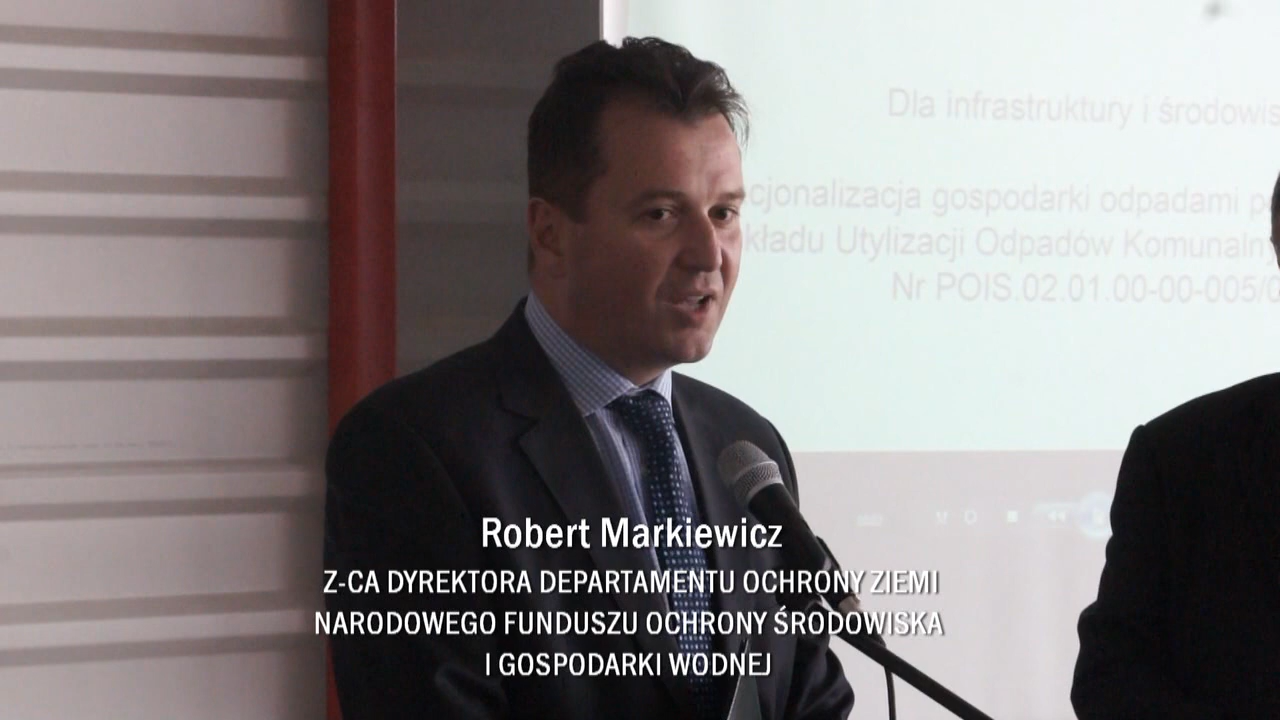 Dla infrastruktury i środowis
cjonalizacja gospodarki odpadami
kładu Utylizacji Odpadów Komunalny
Nr POIS.02.01.00-00-005/0
Robert Markiewicz
Z-CA DYREKTORA DEPARTAMENTU OCHRONY ZIEMI
NARODOWEGO FUNDUSZU OCHRONY ŚRODOWISKA
I GOSPODARKI WODNEJ